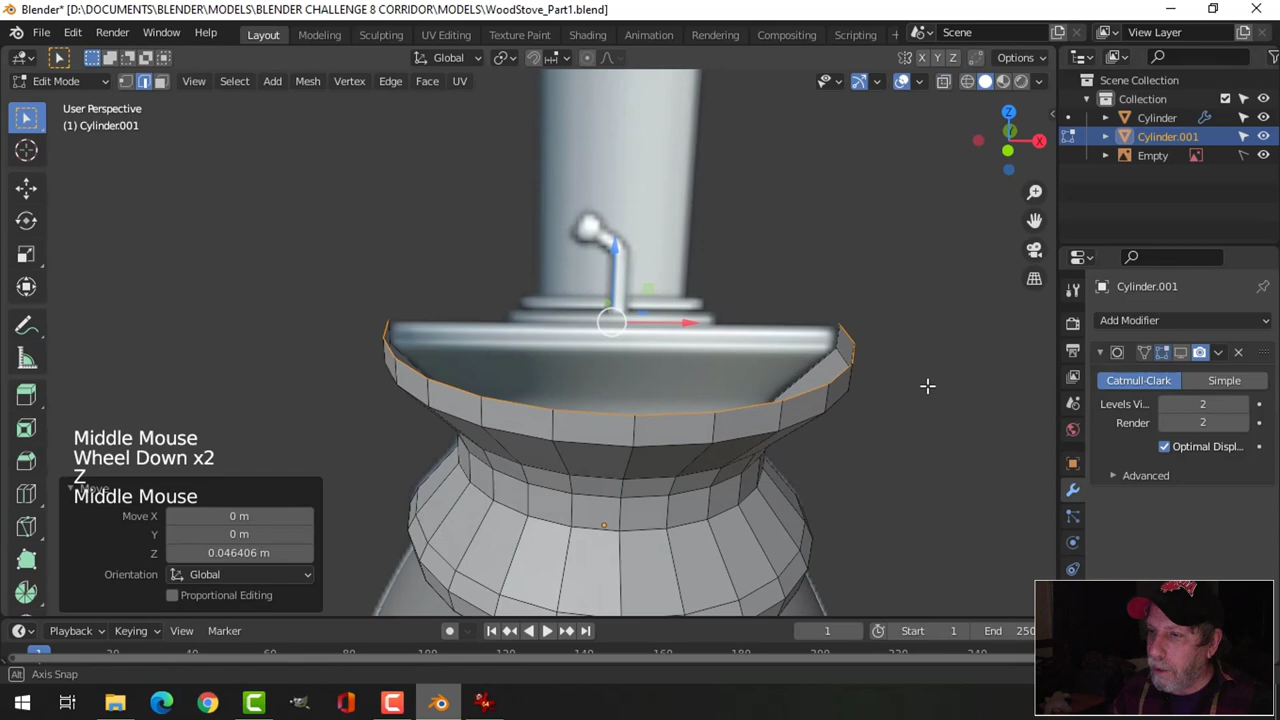 Blender* [D:\DOCUMENTS\BLENDER\MODELS\BLENDER CHALLENGE 8 CORRIDOR\MODELS\WoodStove_Part1.blend]
File Edit Render Window Help Layout Modeling Sculpting UV Editing Texture Paint Shading Animation Rendering Compositing Scripting + Scene View Layer
Global X Y Z Options
Edit Mode View Select Add Mesh Vertex Edge Face UV
User Perspective
(1) Cylinder.001
Z
X
Scene Collection
Collection
Cylinder
Cylinder.001
Empty
Cylinder.001
Add Modifier
Catmull-Clark Simple
Levels Vi... 2
Render 2
Optimal Displ...
Advanced
Middle Mouse
Wheel Down x2
Z
Move
Middle Mouse
Move X 0 m
Y 0 m
Z 0.046406 m
Orientation Global
Proportional Editing
Playback Keying View Marker 1 Start 1 End 250
Alt Axis Snap